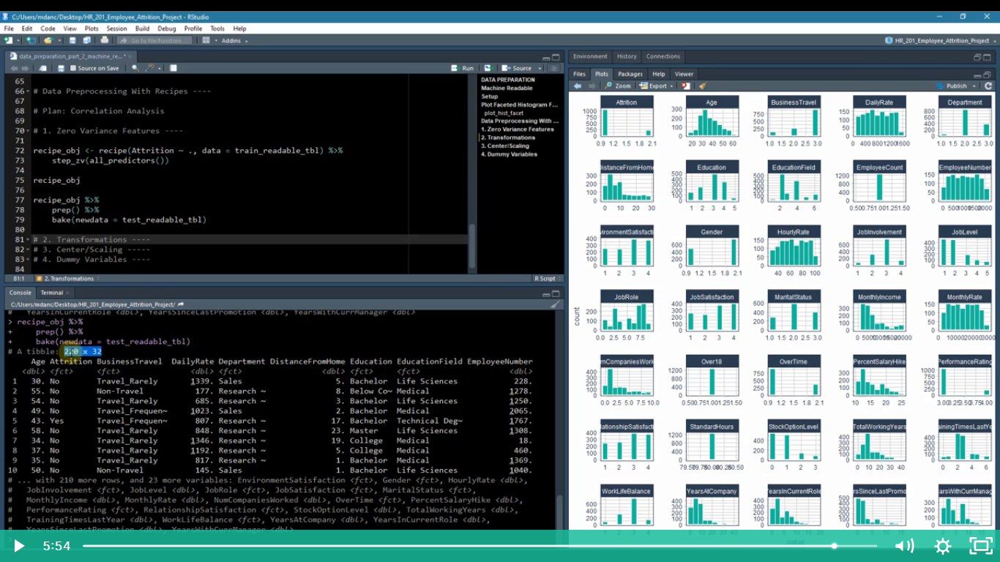 C:/Users/mdanc/Desktop/HR_201_Employee_Attrition_Project - RStudio
File Edit Code View Plots Session Build Debug Profile Tools Help
Go to file/function Addins HR_201_Employee_Attrition_Project
data_preparation_part_2_machine_re...*
Source on Save Run Source
65
66 # Data Preprocessing With Recipes ----
67
68 # Plan: Correlation Analysis
69
70 # 1. Zero Variance Features ----
71
72 recipe_obj <- recipe(Attrition ~ ., data = train_readable_tbl) %>%
73 step_zv(all_predictors())
74
75 recipe_obj
76
77 recipe_obj %>%
78 prep() %>%
79 bake(newdata = test_readable_tbl)
80
81 # 2. Transformations ----
82 # 3. Center/Scaling -----
83 # 4. Dummy Variables -----
84
81:1 2. Transformations R Script
DATA PREPARATION
Machine Readable
Setup
Plot Faceted Histogram F...
plot_hist_facet
Data Preprocessing With ...
1. Zero Variance Features
2. Transformations
3. Center/Scaling
4. Dummy Variables
Console Terminal
C:/Users/mdanc/Desktop/HR_201_Employee_Attrition_Project/
# YearsInCurrentRole <dbl>, YearsSinceLastPromotion <dbl>, YearsWithCurrManager <dbl>
> recipe_obj %>%
+ prep() %>%
+ bake(newdata = test_readable_tbl)
# A tibble: 220 x 32
Age Attrition BusinessTravel DailyRate Department DistanceFromHome Education EducationField EmployeeNumber
<dbl> <fct> <fct> <dbl> <fct> <dbl> <fct> <fct> <dbl>
1 30. No Travel_Rarely 1339. Sales 5. Bachelor Life Sciences 228.
2 55. No Non-Travel 177. Research ~ 8. Below Co~ Medical 1278.
3 54. No Travel_Rarely 685. Research ~ 3. Bachelor Life Sciences 1250.
4 49. No Travel_Frequen~ 1023. Sales 2. Bachelor Medical 2065.
5 43. Yes Travel_Frequen~ 807. Research ~ 17. Bachelor Technical Deg~ 1767.
6 58. No Travel_Rarely 848. Research ~ 23. Master Life Sciences 1308.
7 34. No Travel_Rarely 1346. Research ~ 19. College Medical 18.
8 37. No Travel_Rarely 1192. Research ~ 5. College Medical 460.
9 35. No Travel_Rarely 817. Research ~ 1. Bachelor Medical 1369.
10 50. No Non-Travel 145. Sales 1. Bachelor Life Sciences 1040.
# ... with 210 more rows, and 23 more variables: EnvironmentSatisfaction <fct>, Gender <fct>, HourlyRate <dbl>,
# JobInvolvement <fct>, JobLevel <dbl>, JobRole <fct>, JobSatisfaction <fct>, MaritalStatus <fct>,
# MonthlyIncome <dbl>, MonthlyRate <dbl>, NumCompaniesWorked <dbl>, OverTime <fct>, PercentSalaryHike <dbl>,
# PerformanceRating <fct>, RelationshipSatisfaction <fct>, StockOptionLevel <dbl>, TotalWorkingYears <dbl>,
# TrainingTimesLastYear <dbl>, WorkLifeBalance <fct>, YearsAtCompany <dbl>, YearsInCurrentRole <dbl>,
# YearsSinceLastPromotion <dbl>, YearsWithCurrManager <dbl>
Environment History Connections
Files Plots Packages Help Viewer
Zoom Export Publish
Attrition Age BusinessTravel DailyRate Department
DistanceFromHome Education EducationField EmployeeCount EmployeeNumber
ironmentSatisfacti Gender HourlyRate JobInvolvement JobLevel
JobRole JobSatisfaction MaritalStatus MonthlyIncome MonthlyRate
umCompaniesWork Over18 OverTime PercentSalaryHike PerformanceRating
lationshipSatisfact StandardHours StockOptionLevel TotalWorkingYears ainingTimesLastY
WorkLifeBalance YearsAtCompany earsInCurrentRol rsSinceLastPromo arsWithCurrManag
count
value
5:54